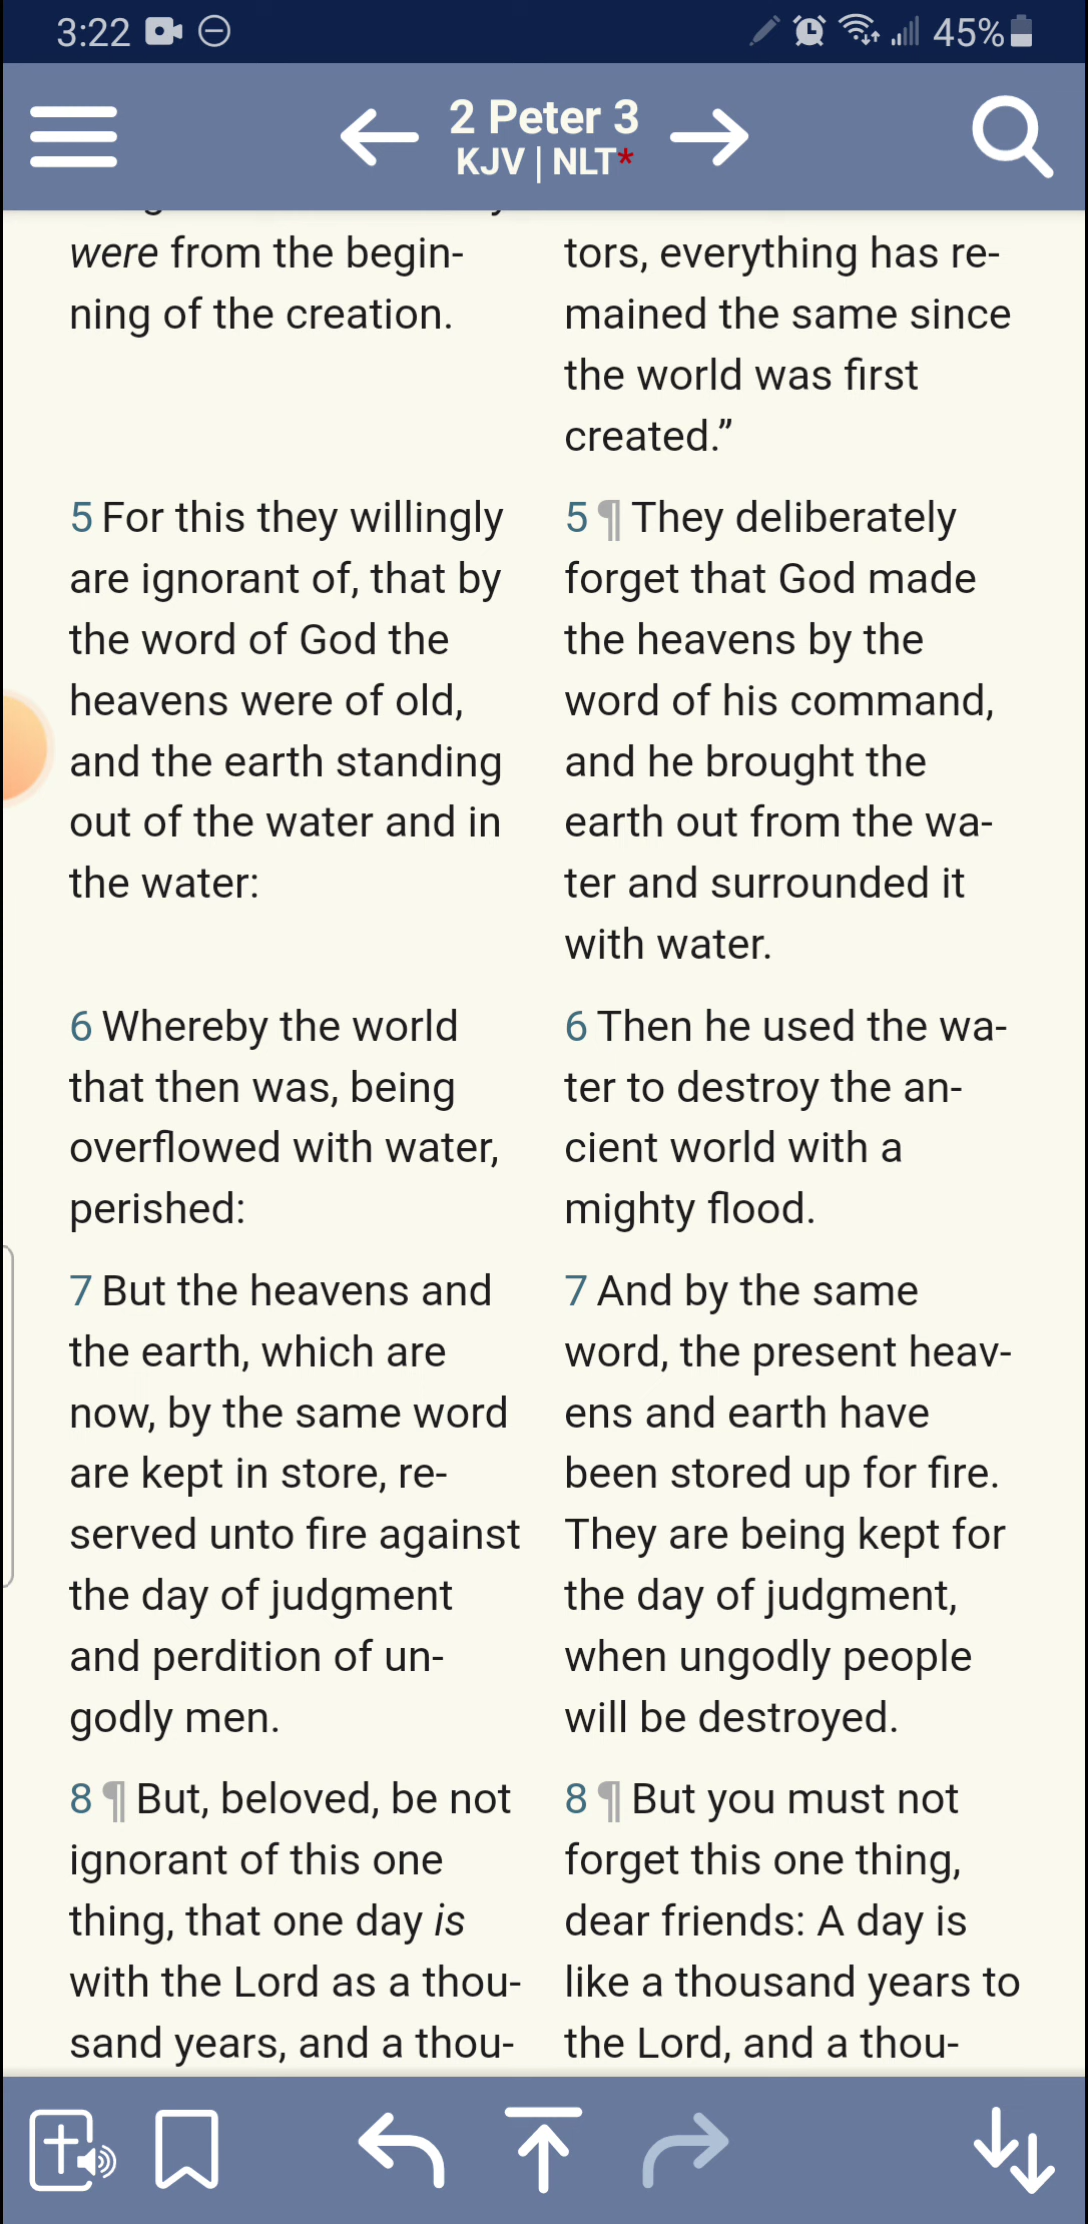 3:22
45%
2 Peter 3
KJV | NLT*
were from the begin-
ning of the creation.
tors, everything has re-
mained the same since
the world was first
created.”
5 For this they willingly
are ignorant of, that by
the word of God the
heavens were of old,
and the earth standing
out of the water and in
the water:
5 ¶ They deliberately
forget that God made
the heavens by the
word of his command,
and he brought the
earth out from the wa-
ter and surrounded it
with water.
6 Whereby the world
that then was, being
overflowed with water,
perished:
6 Then he used the wa-
ter to destroy the an-
cient world with a
mighty flood.
7 But the heavens and
the earth, which are
now, by the same word
are kept in store, re-
served unto fire against
the day of judgment
and perdition of un-
godly men.
7 And by the same
word, the present heav-
ens and earth have
been stored up for fire.
They are being kept for
the day of judgment,
when ungodly people
will be destroyed.
8 ¶ But, beloved, be not
ignorant of this one
thing, that one day is
with the Lord as a thou-
sand years, and a thou-
8 ¶ But you must not
forget this one thing,
dear friends: A day is
like a thousand years to
the Lord, and a thou-